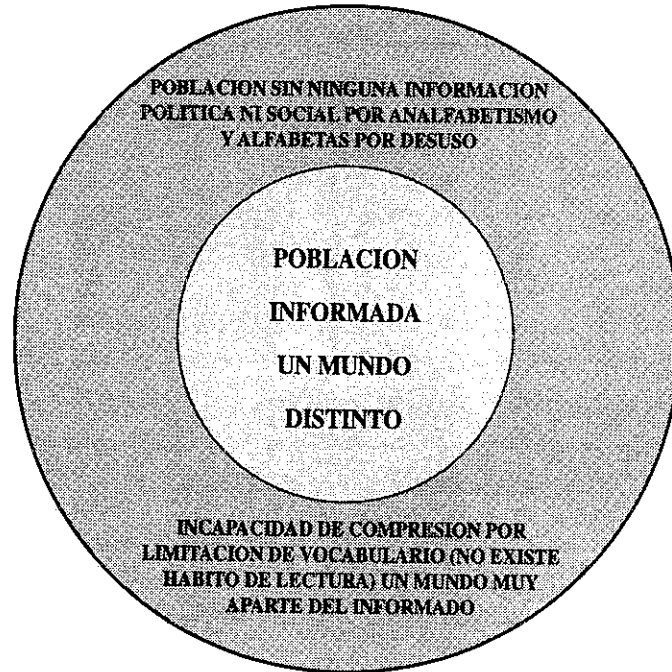 POBLACION SIN NINGUNA INFORMACION
POLITICA NI SOCIAL POR ANALFABETISMO
Y ALFABETAS POR DESUSO
POBLACION
INFORMADA
UN MUNDO
DISTINTO
INCAPACIDAD DE COMPRESION POR
LIMITACION DE VOCABULARIO (NO EXISTE
HABITO DE LECTURA) UN MUNDO MUY
APARTE DEL INFORMADO